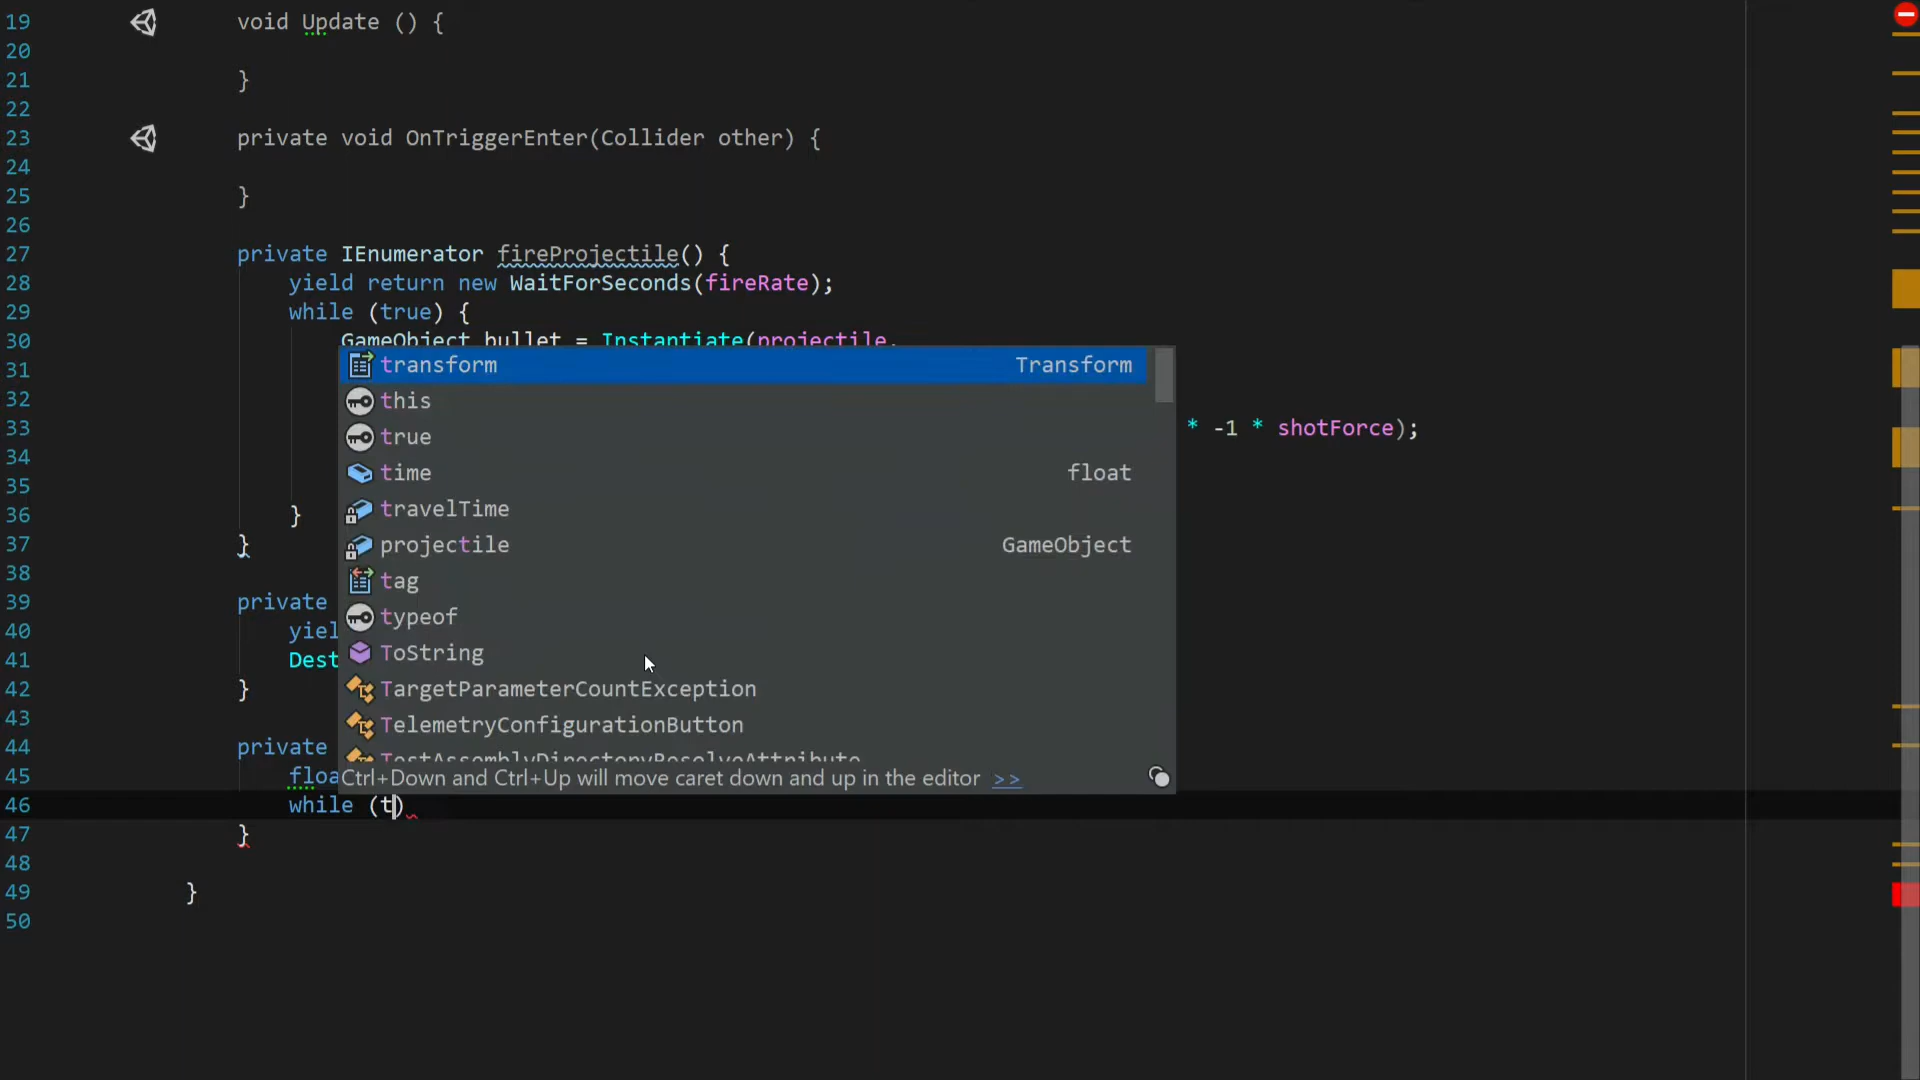 19 void Update () {
20
21 }
22
23 private void OnTriggerEnter(Collider other) {
24
25 }
26
27 private IEnumerator fireProjectile() {
28 yield return new WaitForSeconds(fireRate);
29 while (true) {
30 GameObject bullet = Instantiate(projectile,
31
32
33 * -1 * shotForce);
34
35
36 }
37 }
38
39 private
40 yiel
41 Dest
42 }
43
44 private
45 floa
46 while (t)
47 }
48
49 }
50
transform Transform
this
true
time float
travelTime
projectile GameObject
tag
typeof
ToString
TargetParameterCountException
TelemetryConfigurationButton
TestAssemblyDirectoryResolveAttribute
Ctrl+Down and Ctrl+Up will move caret down and up in the editor >>